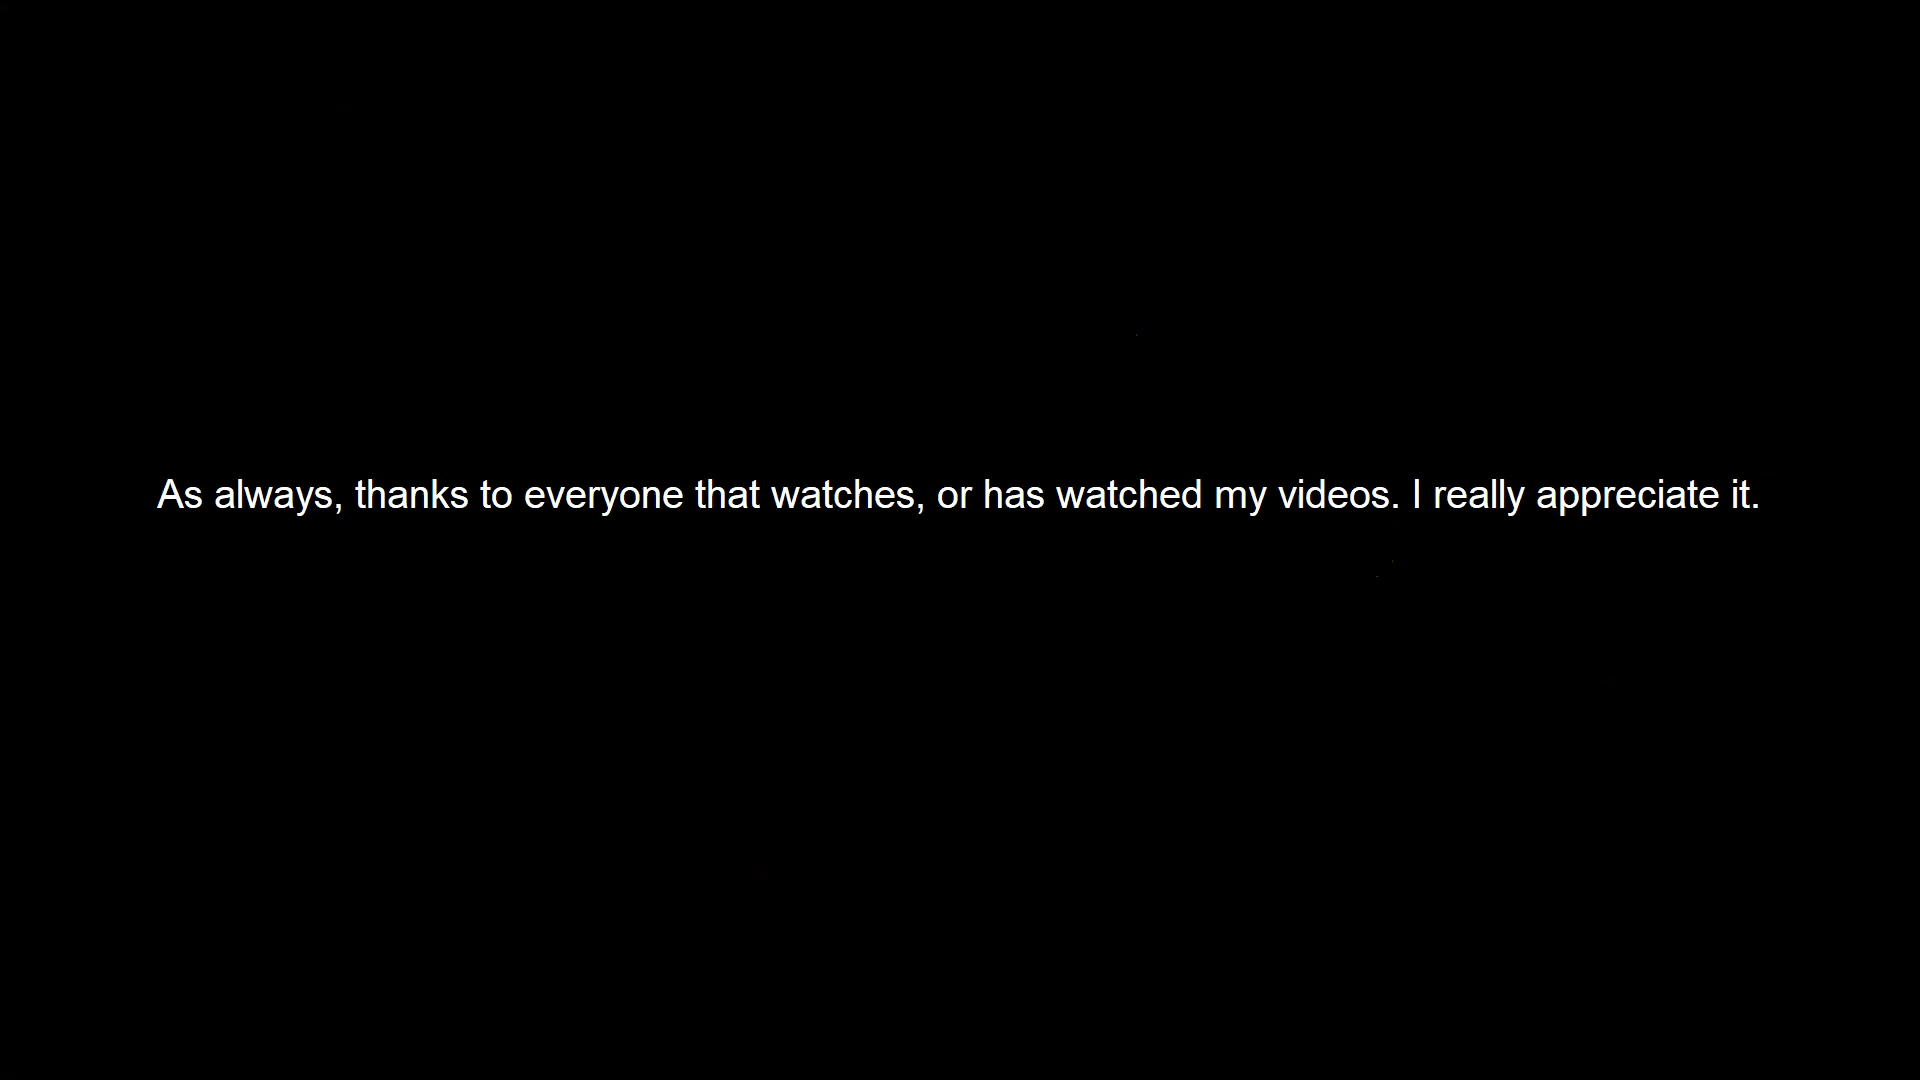 As always, thanks to everyone that watches, or has watched my videos. I really appreciate it.